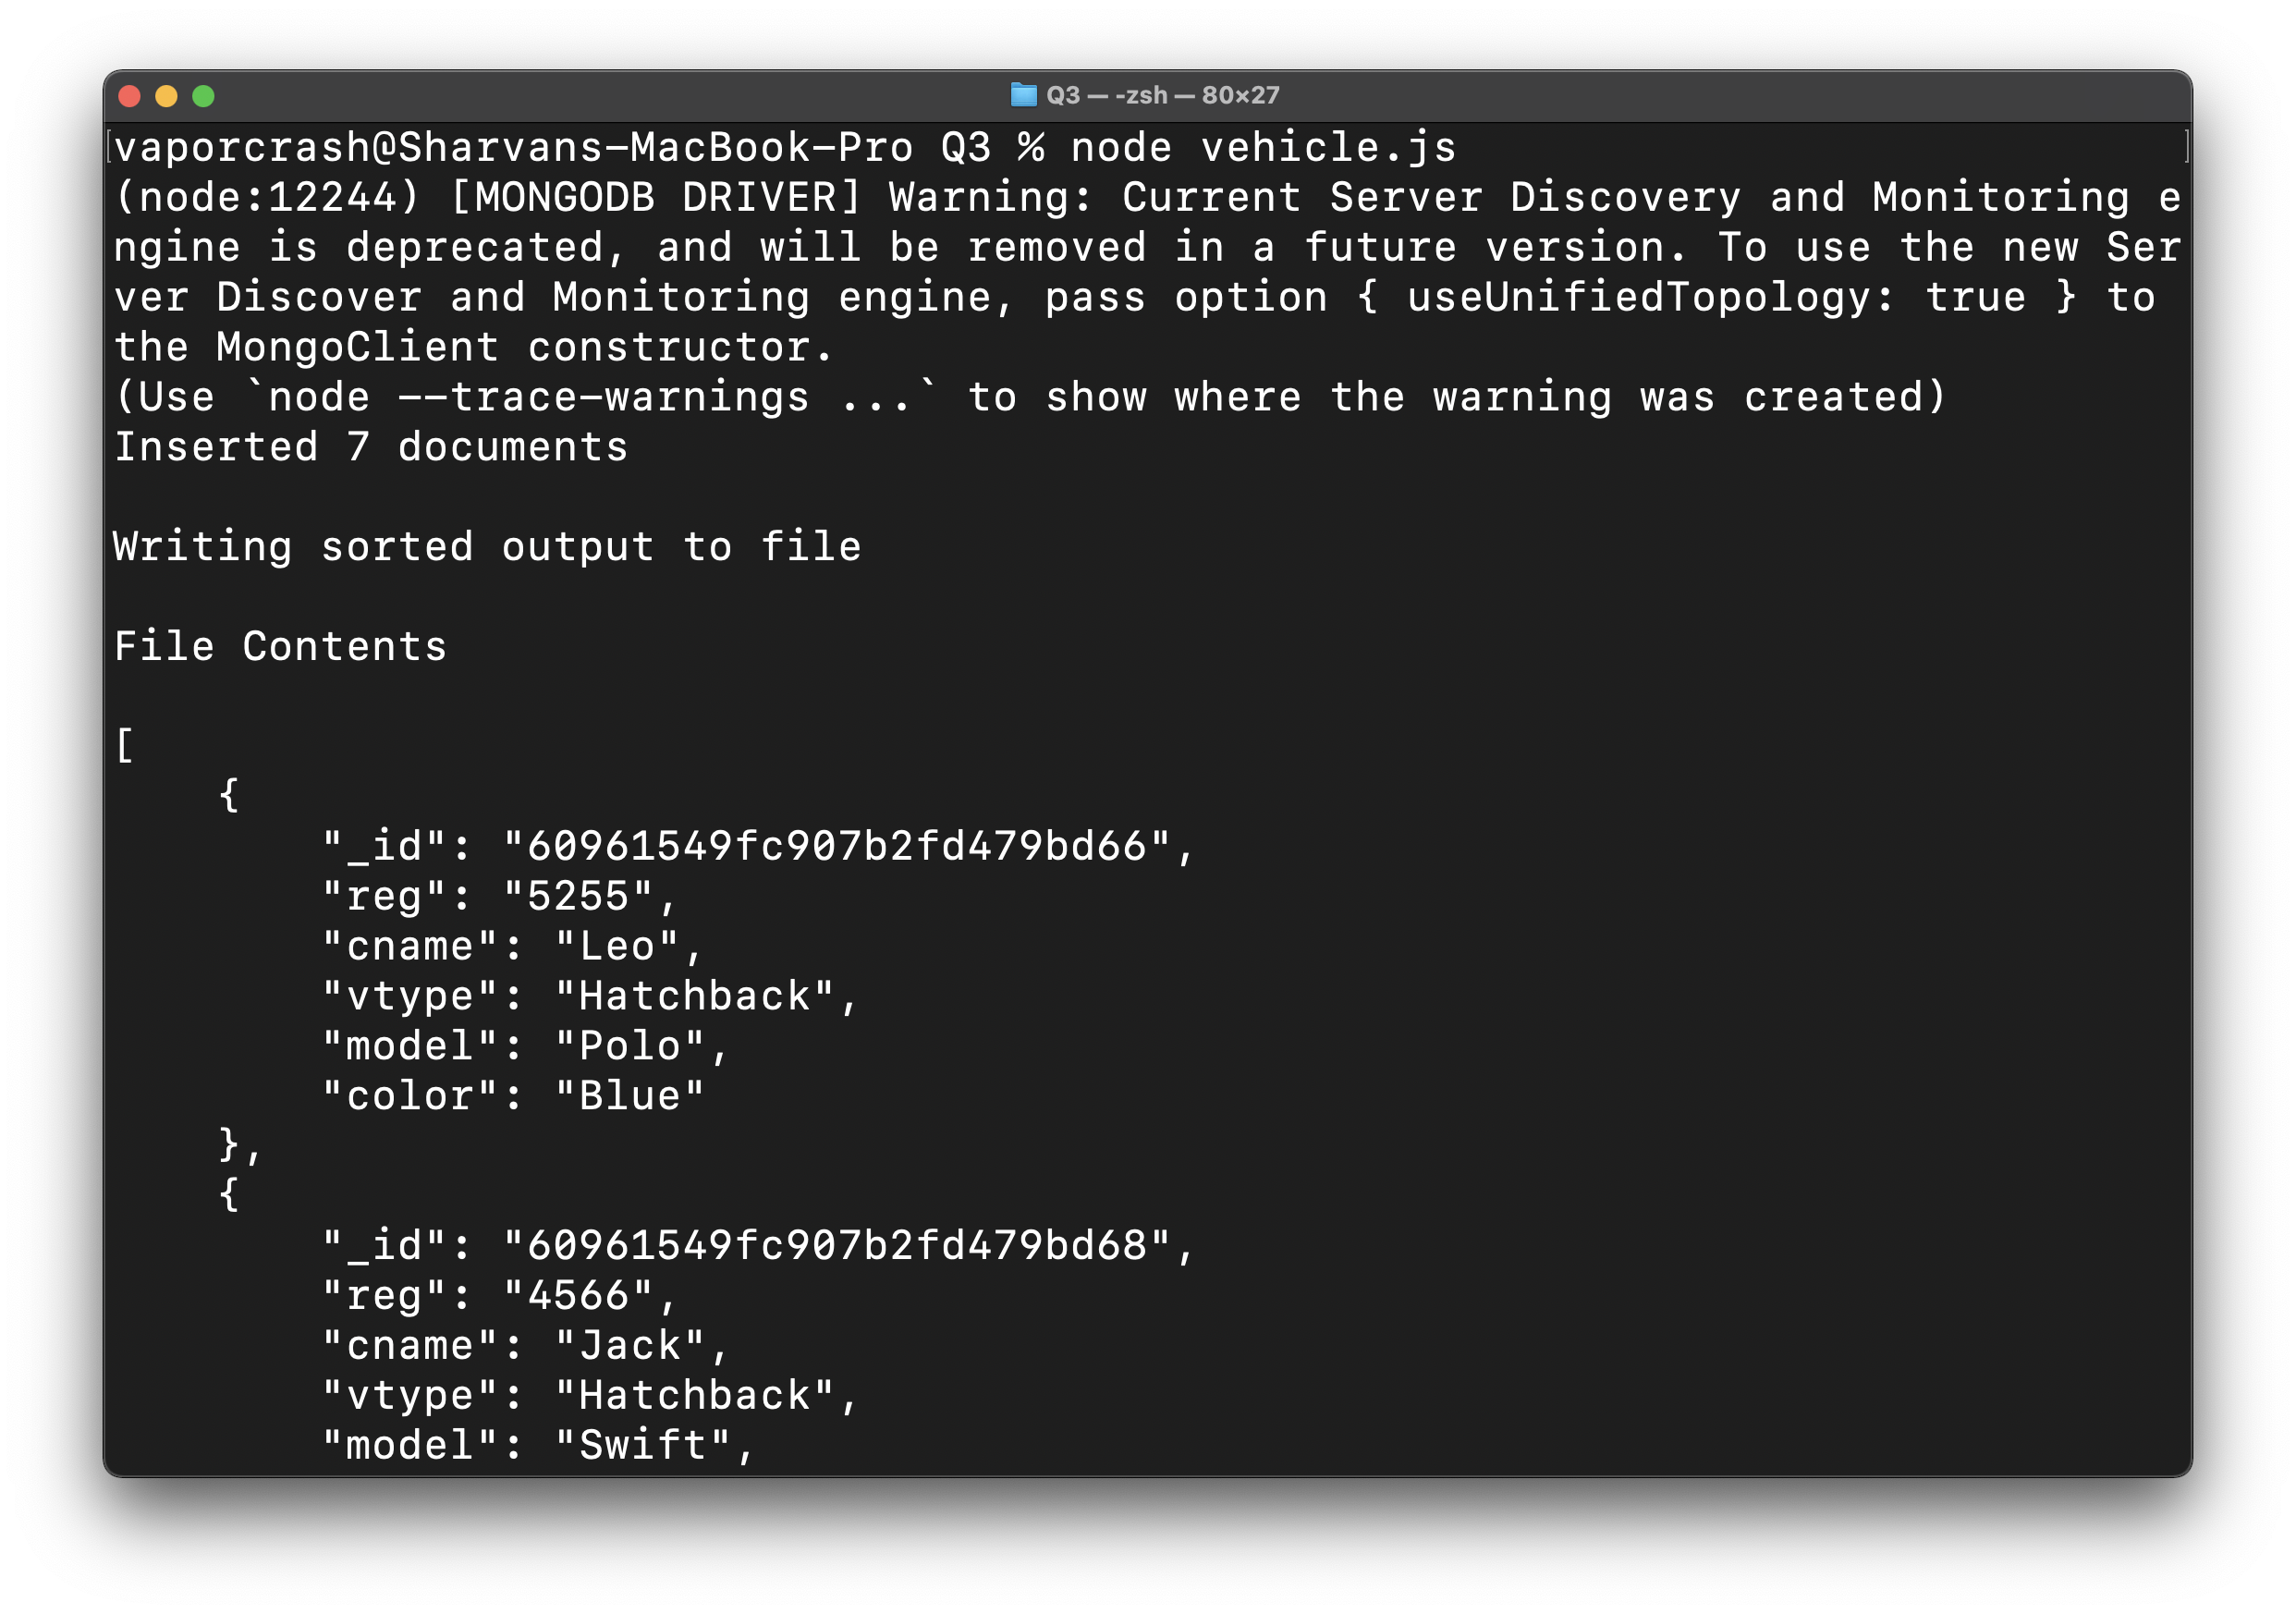 Q3 — -zsh — 80×27
vaporcrash@Sharvans-MacBook-Pro Q3 % node vehicle.js
(node:12244) [MONGODB DRIVER] Warning: Current Server Discovery and Monitoring e
ngine is deprecated, and will be removed in a future version. To use the new Ser
ver Discover and Monitoring engine, pass option { useUnifiedTopology: true } to
the MongoClient constructor.
(Use `node --trace-warnings ...` to show where the warning was created)
Inserted 7 documents
Writing sorted output to file
File Contents
[
    {
        "_id": "60961549fc907b2fd479bd66",
        "reg": "5255",
        "cname": "Leo",
        "vtype": "Hatchback",
        "model": "Polo",
        "color": "Blue"
    },
    {
        "_id": "60961549fc907b2fd479bd68",
        "reg": "4566",
        "cname": "Jack",
        "vtype": "Hatchback",
        "model": "Swift",